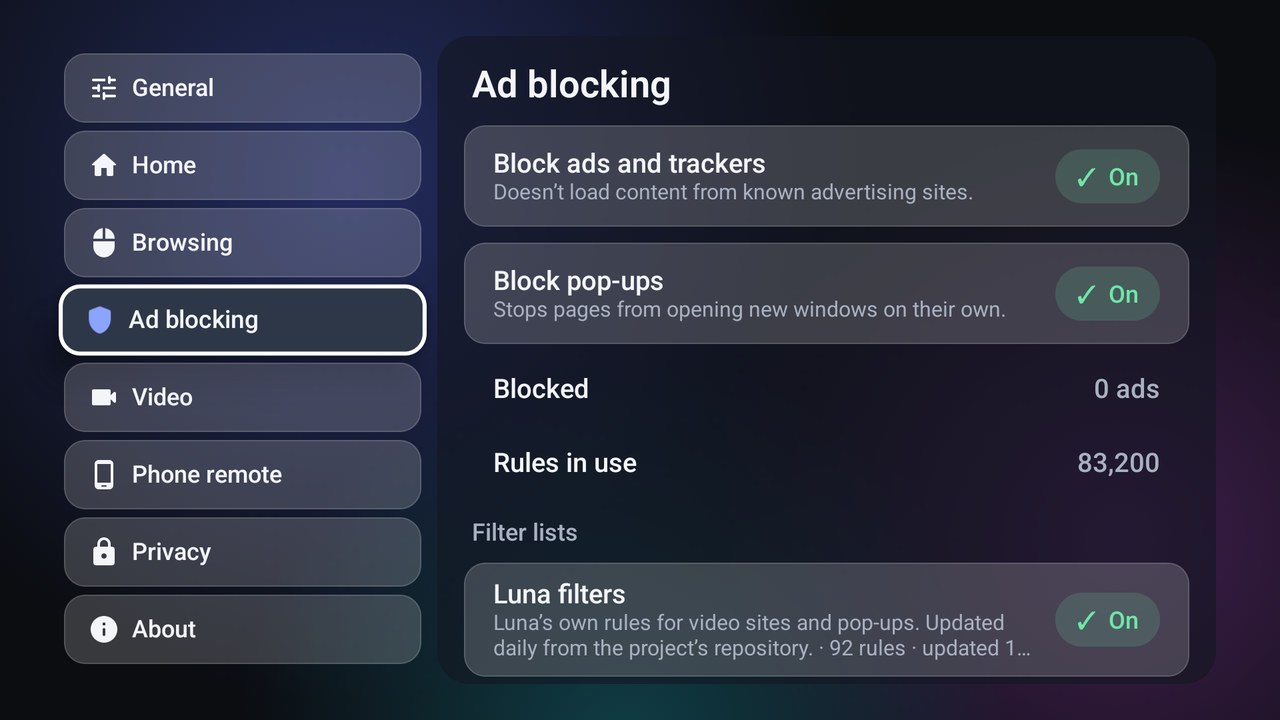 General
Home
Browsing
Ad blocking
Video
Phone remote
Privacy
About
Ad blocking
Block ads and trackers
Doesn’t load content from known advertising sites.
✓ On
Block pop-ups
Stops pages from opening new windows on their own.
✓ On
Blocked
0 ads
Rules in use
83,200
Filter lists
Luna filters
Luna’s own rules for video sites and pop-ups. Updated
daily from the project’s repository. · 92 rules · updated 1…
✓ On